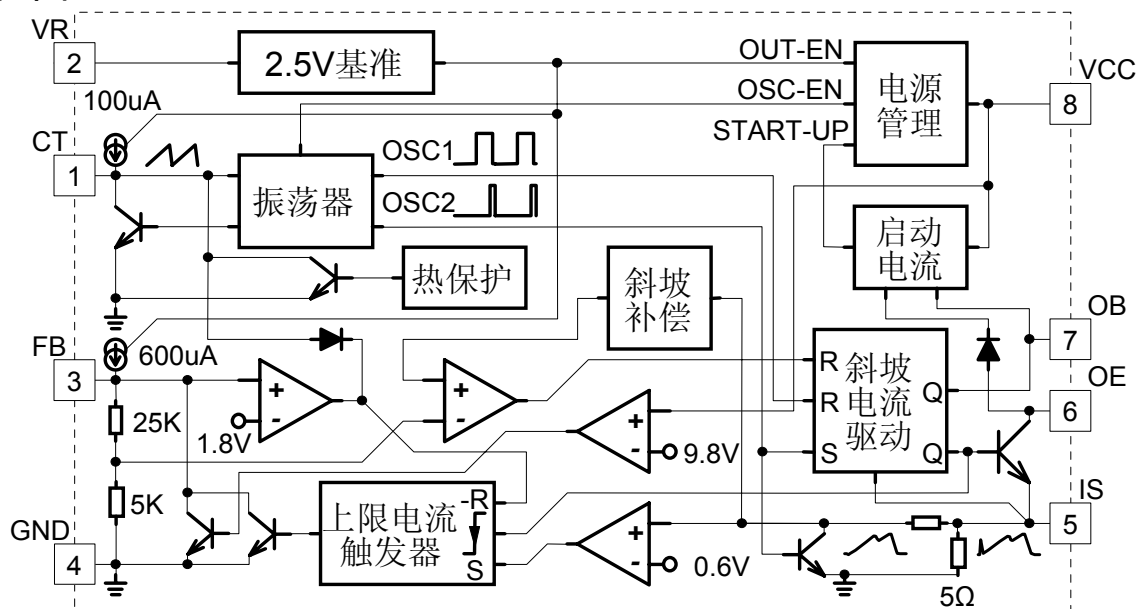 VR
2
2.5V基准
OUT-EN
OSC-EN
START-UP
电源
管理
VCC
8
100uA
CT
1
振荡器
OSC1
OSC2
启动
电流
热保护
斜坡
补偿
OB
7
FB
3
600uA
+
-
1.8V
25K
5K
+
-
+
-
9.8V
R
R
S
斜坡
电流
驱动
Q
Q
OE
6
GND
4
上限电流
触发器
-R
S
+
-
0.6V
IS
5
5Ω